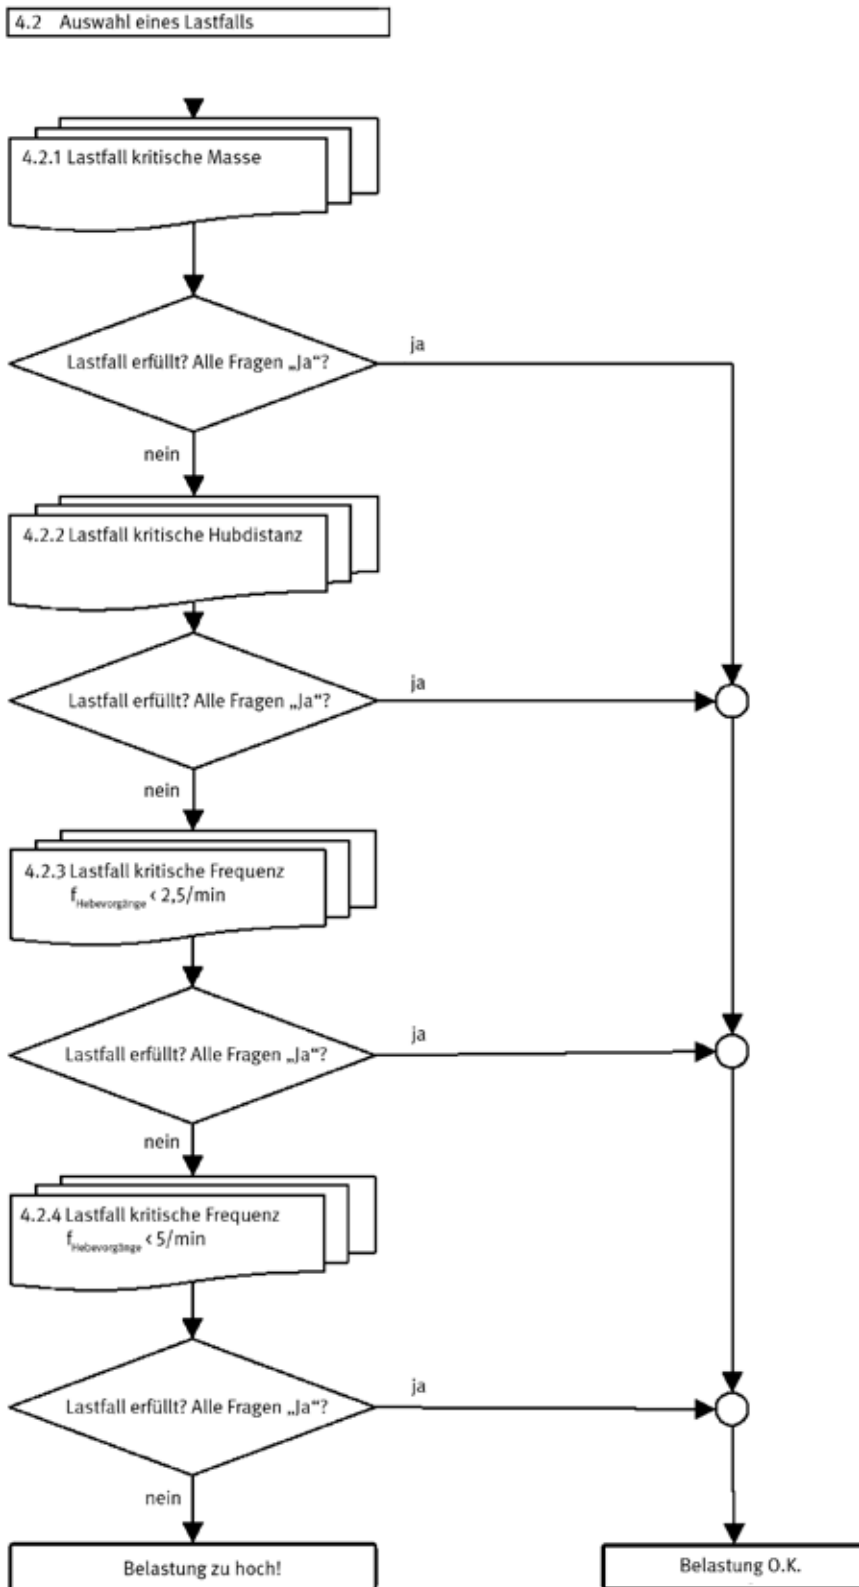 4.2 Auswahl eines Lastfalls
4.2.1 Lastfall kritische Masse
Lastfall erfüllt? Alle Fragen „Ja“?
ja
nein
4.2.2 Lastfall kritische Hubdistanz
Lastfall erfüllt? Alle Fragen „Ja“?
ja
nein
4.2.3 Lastfall kritische Frequenz
fHebevorgänge < 2,5/min
Lastfall erfüllt? Alle Fragen „Ja“?
ja
nein
4.2.4 Lastfall kritische Frequenz
fHebevorgänge < 5/min
Lastfall erfüllt? Alle Fragen „Ja“?
ja
nein
Belastung zu hoch!
Belastung O.K.